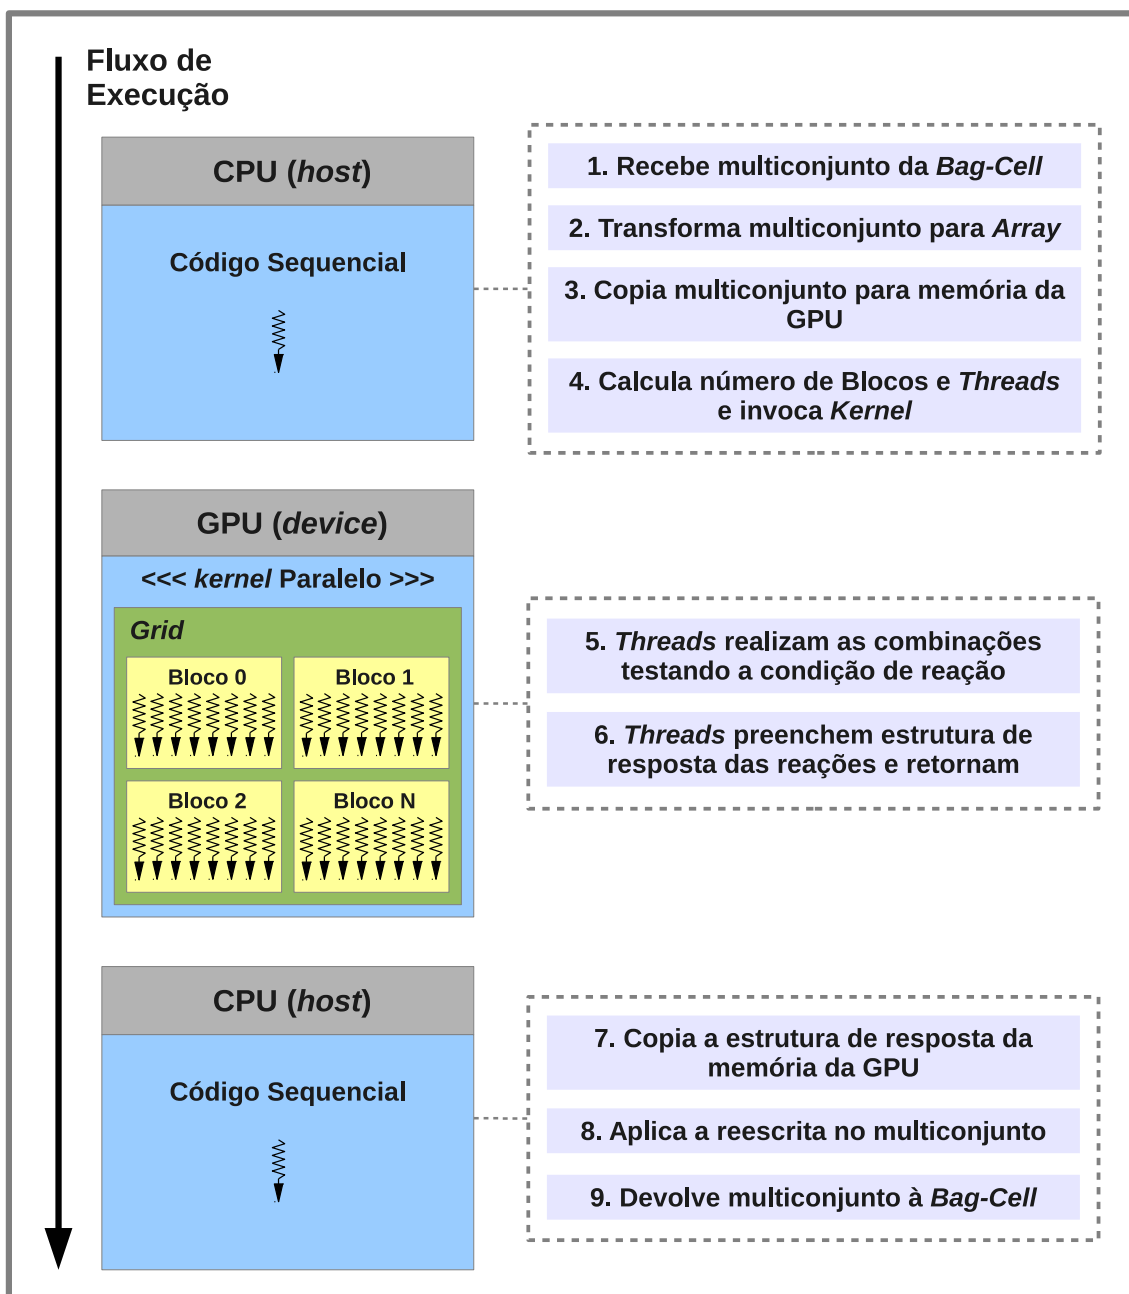 Fluxo de
Execução
CPU (host)
Código Sequencial
1. Recebe multiconjunto da Bag-Cell
2. Transforma multiconjunto para Array
3. Copia multiconjunto para memória da
GPU
4. Calcula número de Blocos e Threads
e invoca Kernel
GPU (device)
<<< kernel Paralelo >>>
Grid
Bloco 0
Bloco 1
Bloco 2
Bloco N
5. Threads realizam as combinações
testando a condição de reação
6. Threads preenchem estrutura de
resposta das reações e retornam
CPU (host)
Código Sequencial
7. Copia a estrutura de resposta da
memória da GPU
8. Aplica a reescrita no multiconjunto
9. Devolve multiconjunto à Bag-Cell